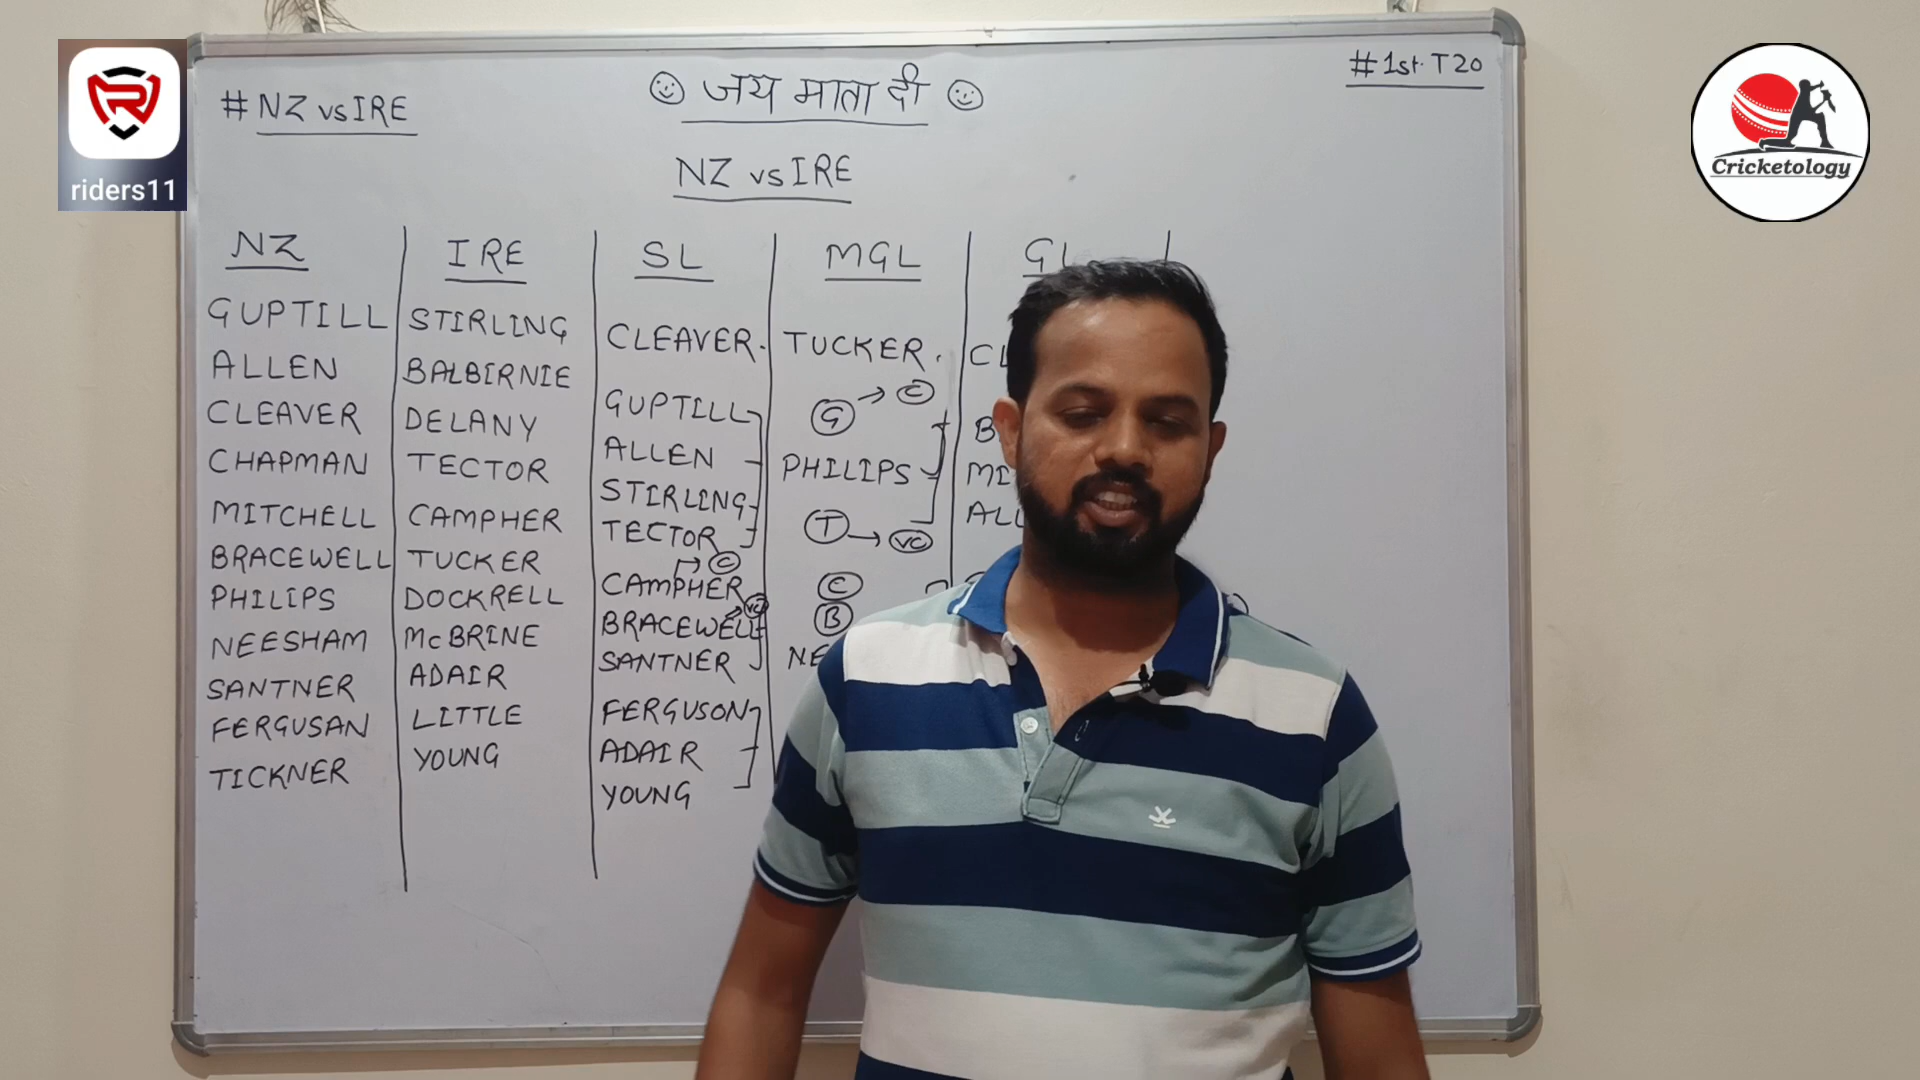 riders11
# NZ vs IRE
जय माता दी
# 1st T20
Cricketology
NZ vs IRE
NZ
GUPTILL
ALLEN
CLEAVER
CHAPMAN
MITCHELL
BRACEWELL
PHILIPS
NEESHAM
SANTNER
FERGUSAN
TICKNER
IRE
STIRLING
BALBIRNIE
DELANY
TECTOR
CAMPHER
TUCKER
DOCKRELL
McBRINE
ADAIR
LITTLE
YOUNG
SL
CLEAVER
GUPTILL
ALLEN
STIRLING
TECTOR
C
CAMPHER
VC
BRACEWELL
SANTNER
FERGUSON
ADAIR
YOUNG
MGL
TUCKER
G → C
PHILIPS
T → VC
C
B